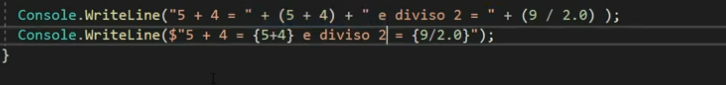 Console.WriteLine("5 + 4 = " + (5 + 4) + " e diviso 2 = " + (9 / 2.0) );
Console.WriteLine($"5 + 4 = {5+4} e diviso 2 = {9/2.0}");
}